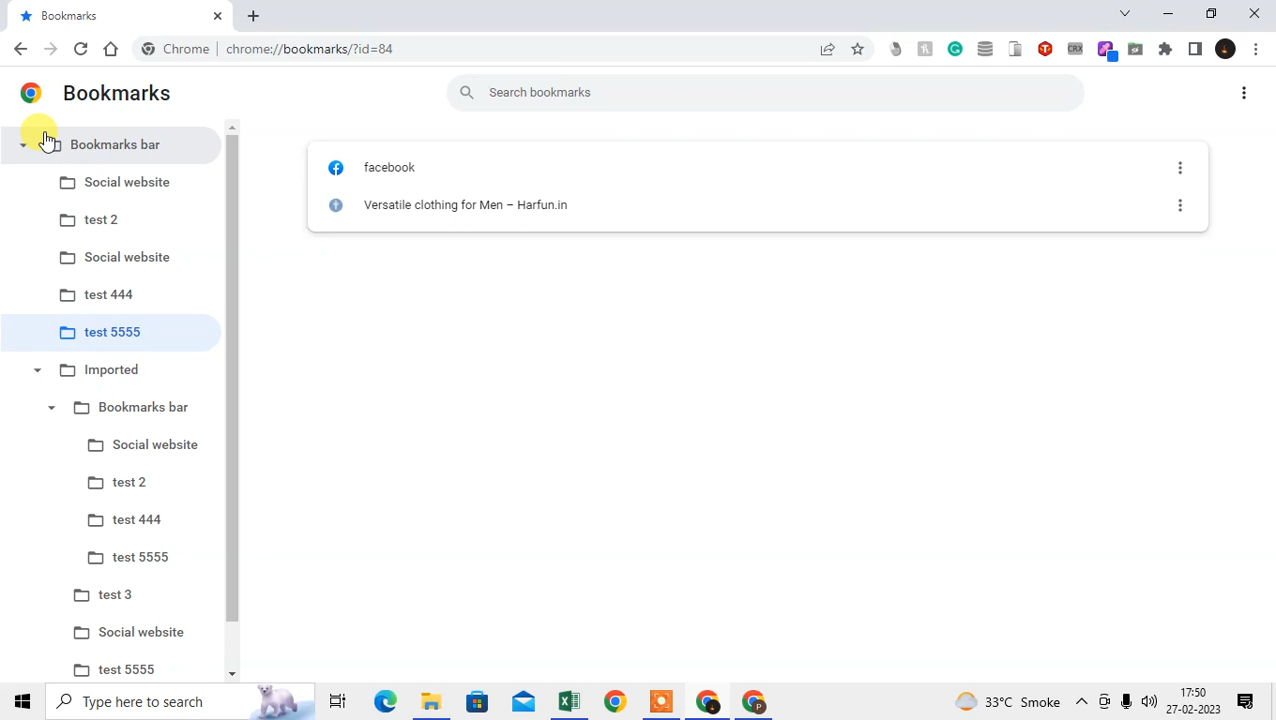 Bookmarks
Chrome
chrome://bookmarks/?id=84
CRX
Bookmarks
Search bookmarks
Bookmarks bar
Social website
test 2
Social website
test 444
test 5555
Imported
Bookmarks bar
Social website
test 2
test 444
test 5555
test 3
Social website
test 5555
facebook
Versatile clothing for Men – Harfun.in
Type here to search
33°C Smoke
17:50
27-02-2023